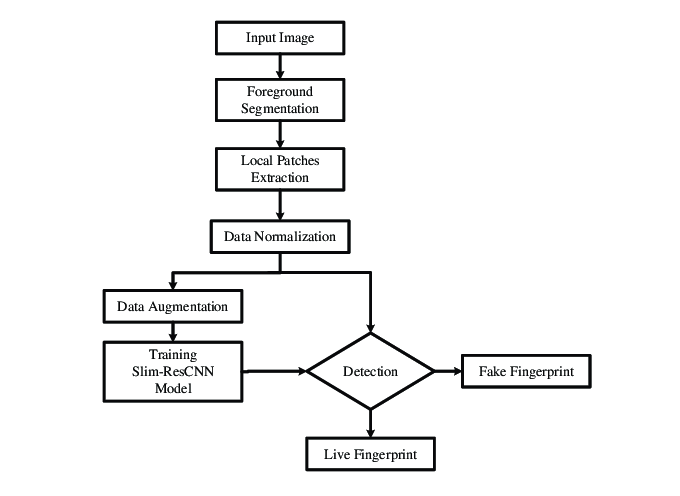 Input Image
Foreground
Segmentation
Local Patches
Extraction
Data Normalization
Data Augmentation
Training
Slim-ResCNN
Model
Detection
Fake Fingerprint
Live Fingerprint